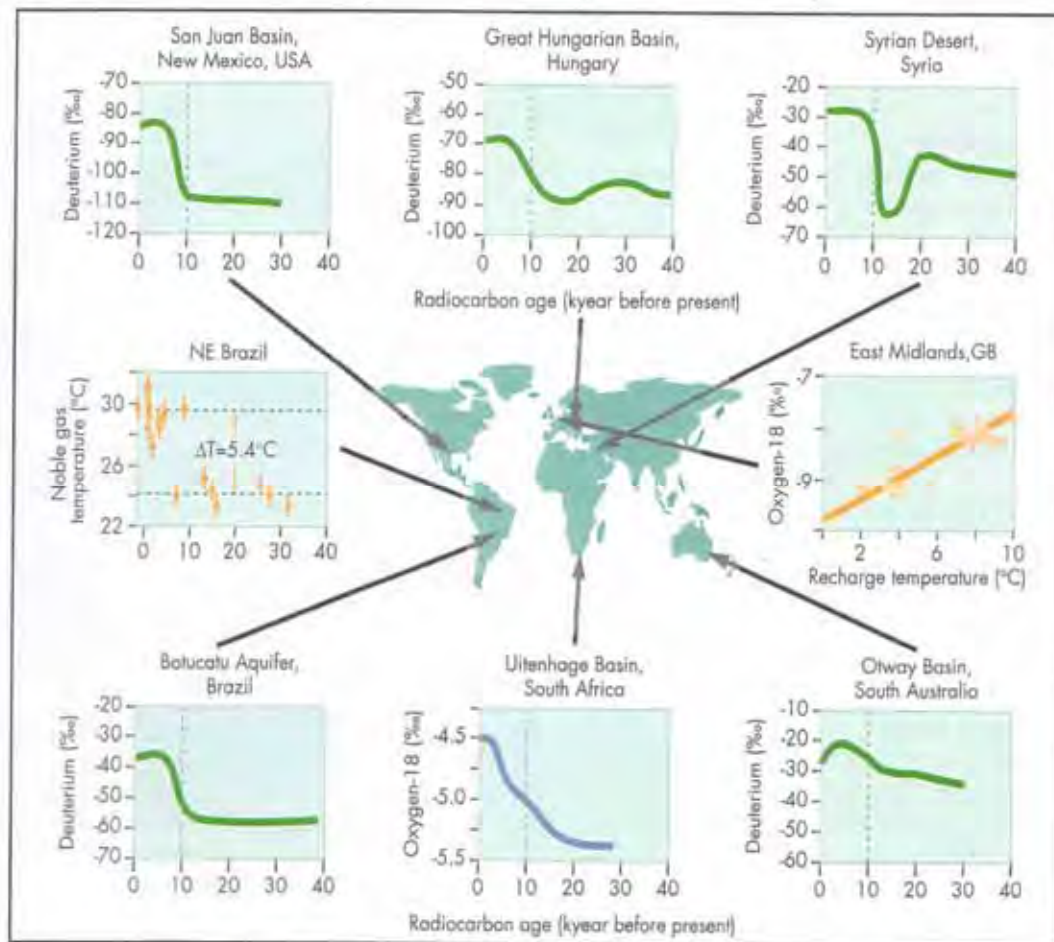 San Juan Basin,
New Mexico, USA
Deuterium (‰)
-70
-80
-90
-100
-110
-120
0 10 20 30 40
Great Hungarian Basin,
Hungary
Deuterium (‰)
-50
-60
-70
-80
-90
-100
0 10 20 30 40
Syrian Desert,
Syria
Deuterium (‰)
-20
-30
-40
-50
-60
-70
0 10 20 30 40
Radiocarbon age (kyear before present)
NE Brazil
Noble gas
temperature (°C)
30
26
22
ΔT=5.4°C
0 10 20 30 40
East Midlands,GB
Oxygen-18 (‰)
-7
-9
2 6 10
Recharge temperature (°C)
Botucatu Aquifer,
Brazil
Deuterium (‰)
-20
-30
-40
-50
-60
-70
0 10 20 30 40
Uitenhage Basin,
South Africa
Oxygen-18 (‰)
-4.5
-5.0
-5.5
0 10 20 30 40
Otway Basin,
South Australia
Deuterium (‰)
-10
-20
-30
-40
-50
-60
0 10 20 30 40
Radiocarbon age (kyear before present)